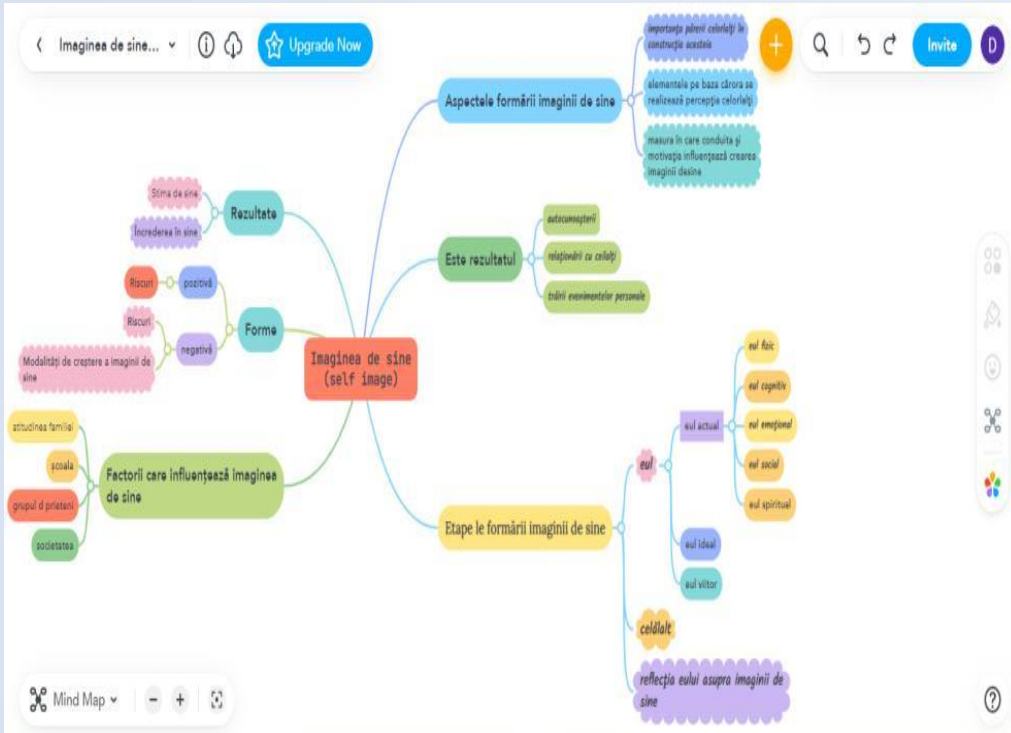 Imaginea de sine...
Upgrade Now
Invite
D
importanța părerii celorlalți în
construcția acesteia
Aspectele formării imaginii de sine
elementele pe baza cărora se
realizează percepția celorlalți
masura în care conduita și
motivația influențează crearea
imaginii desine
Stima de sine
Rezultate
Încrederea în sine
autocunoașterii
Este rezultatul
relaționării cu ceilalți
trăirii evenimentelor personale
Riscuri
pozitivă
Riscuri
Forme
negativă
Modalități de creștere a imaginii de
sine
Imaginea de sine
(self image)
atitudinea familiei
școala
Factorii care influențează imaginea
de sine
grupul d prieteni
societatea
Etape le formării imaginii de sine
eul
eul actual
eul fizic
eul cognitiv
eul emoțional
eul social
eul spiritual
eul ideal
eul viitor
celălalt
reflecția eului asupra imaginii de
sine
Mind Map